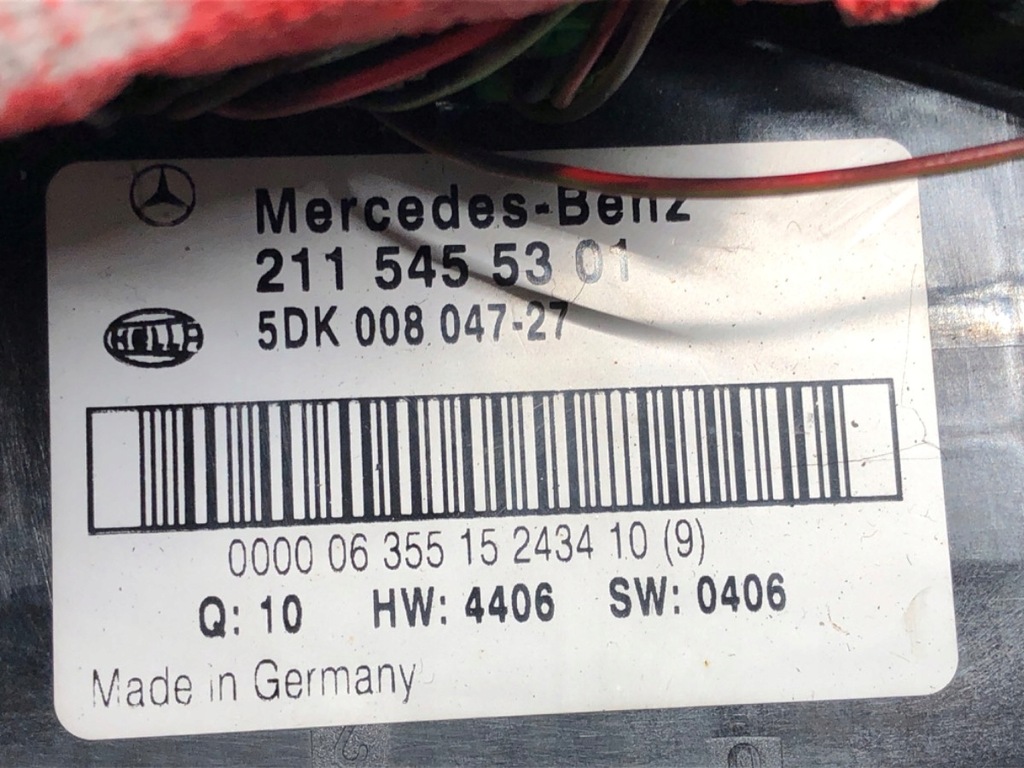 Mercedes-Benz
211 545 53 01
HELLA
5DK 008 047-27
0000 06 355 15 2434 10 (9)
Q: 10 HW: 4406 SW: 0406
Made in Germany